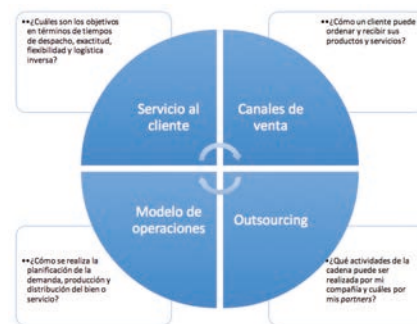 ••¿Cuáles son los objetivos
en términos de tiempos
de despacho, exactitud,
flexibilidad y logística
inversa?
••¿Cómo un cliente puede
ordenar y recibir sus
productos y servicios?
Servicio al
cliente
Canales de
venta
Modelo de
operaciones
Outsourcing
••¿Cómo se realiza la
planificación de la
demanda, producción y
distribución del bien o
servicio?
••¿Qué actividades de la
cadena puede ser
realizada por mi
compañía y cuáles por
mis partners?